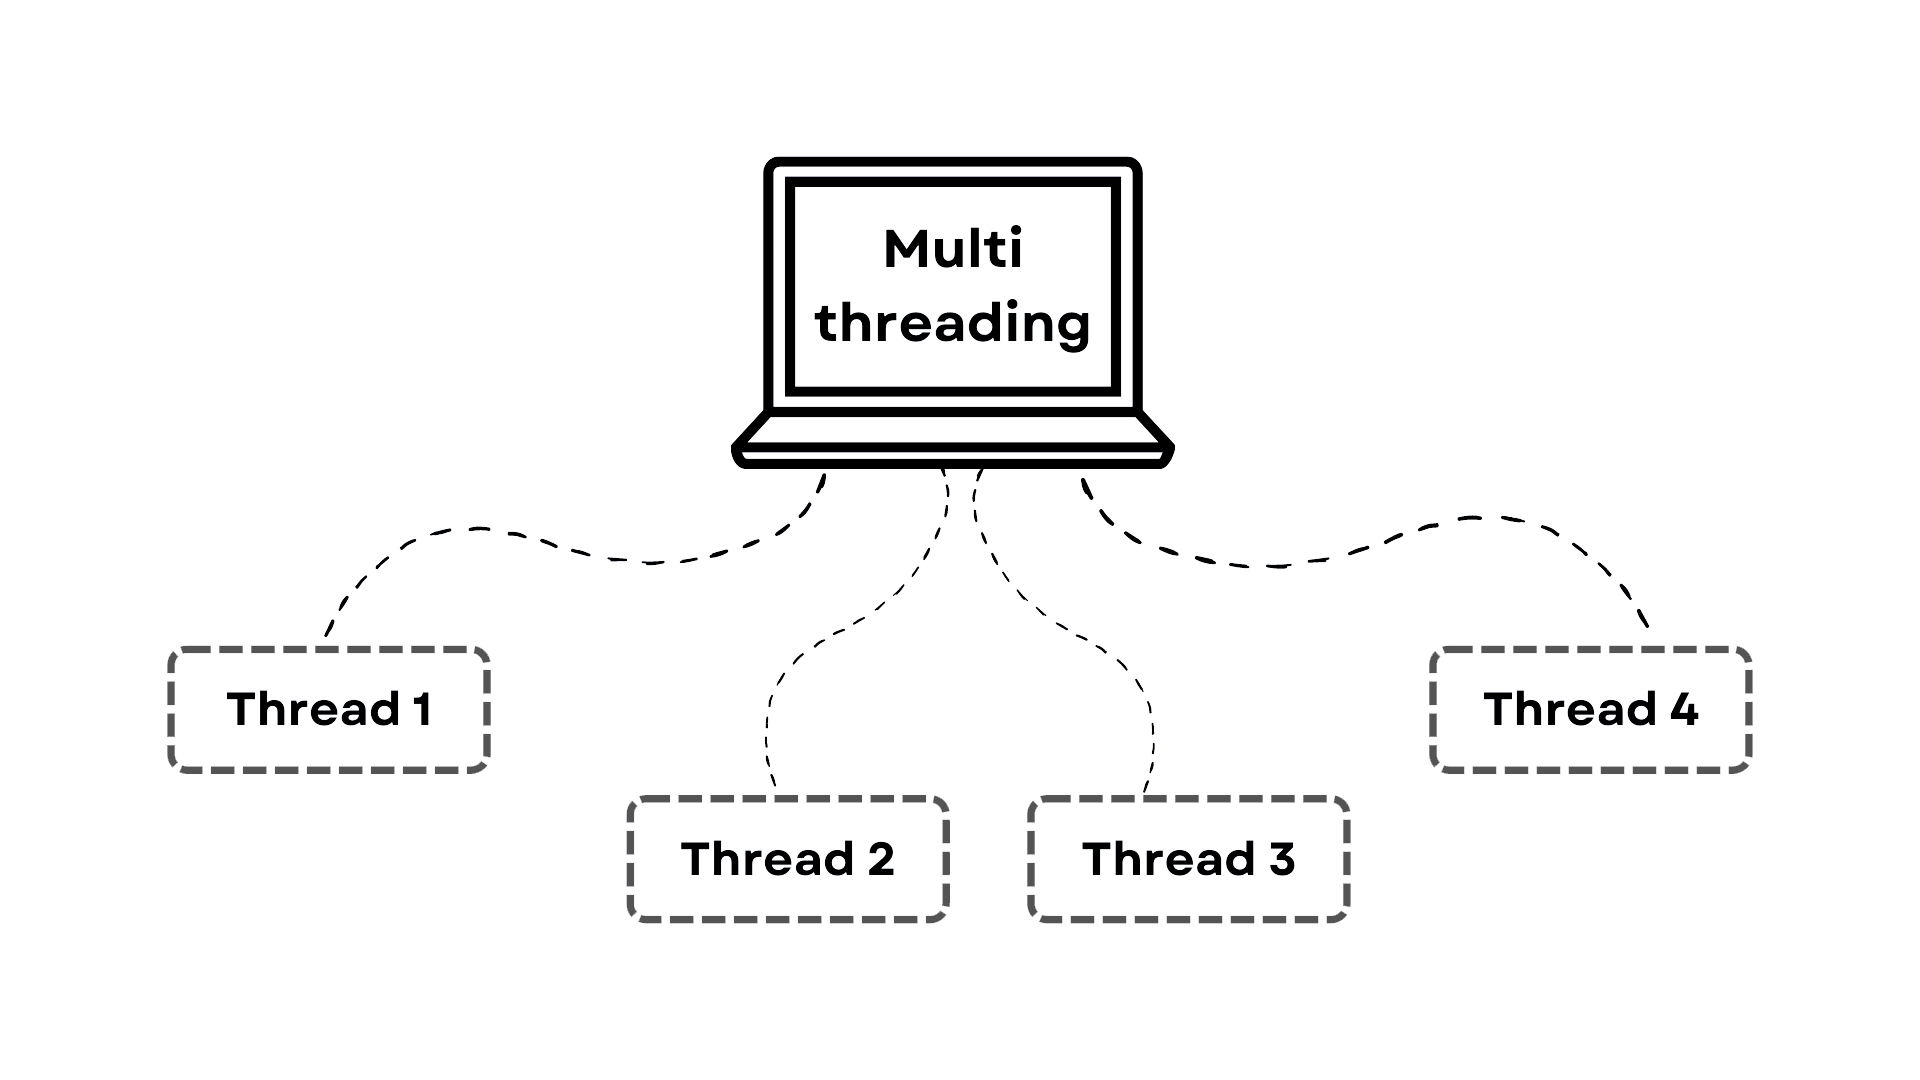 Multi
threading
Thread 1
Thread 4
Thread 2
Thread 3